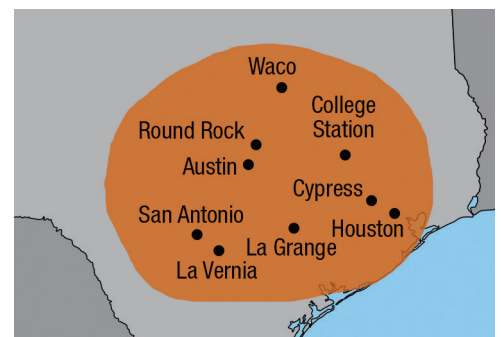 Waco
College
Station
Round Rock
Austin
Cypress
San Antonio
Houston
La Grange
La Vernia